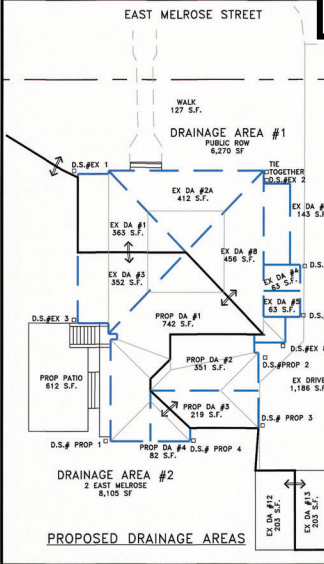 EAST MELROSE STREET
WALK
127 S.F.
DRAINAGE AREA #1
PUBLIC ROW
6,270 SF
D.S.#EX 1
TIE
TOGETHER
D.S.#EX 2
EX DA #2A
412 S.F.
EX DA #
143 S.F.
EX DA #1
363 S.F.
EX DA #8
456 S.F.
EX DA #4
63 S.F.
D.S.
EX DA #3
352 S.F.
EX DA #5
63 S.F.
D.S.#EX 3
PROP DA #1
742 S.F.
D.S.#EX
PROP PATIO
612 S.F.
PROP DA #2
351 S.F.
D.S.#PROP 2
EX DRIVE
1,186 S.F.
PROP DA #3
219 S.F.
D.S.# PROP 3
D.S.# PROP 1
PROP DA #4
82 S.F.
D.S.# PROP 4
DRAINAGE AREA #2
2 EAST MELROSE
8,105 SF
EX DA #12
203 S.F.
EX DA #13
203 S.F.
PROPOSED DRAINAGE AREAS